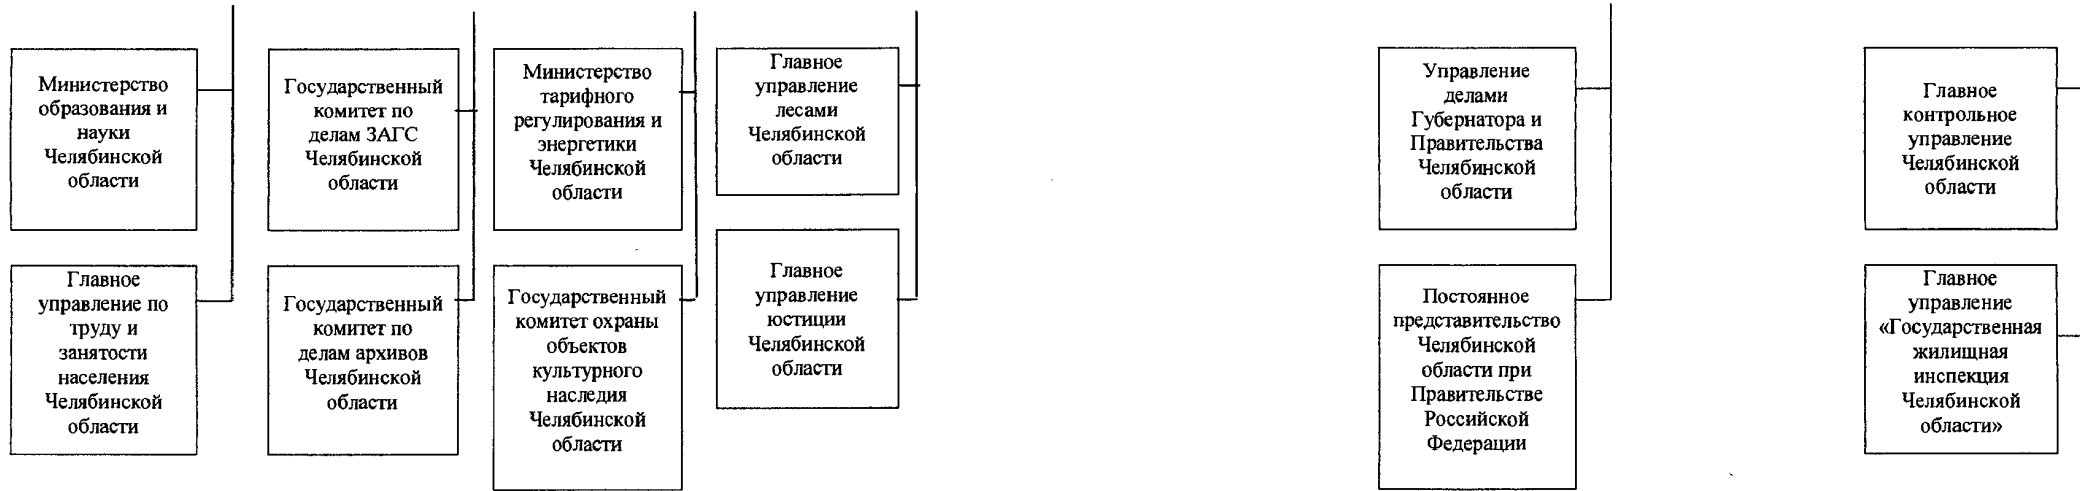 Министерство
образования и
науки
Челябинской
области
Государственный
комитет по
делам ЗАГС
Челябинской
области
Министерство
тарифного
регулирования и
энергетики
Челябинской
области
Главное
управление
лесами
Челябинской
области
Управление
делами
Губернатора и
Правительства
Челябинской
области
Главное
контрольное
управление
Челябинской
области
Главное
управление по
труду и
занятости
населения
Челябинской
области
Государственный
комитет по
делам архивов
Челябинской
области
Государственный
комитет охраны
объектов
культурного
наследия
Челябинской
области
Главное
управление
юстиции
Челябинской
области
Постоянное
представительство
Челябинской
области при
Правительстве
Российской
Федерации
Главное
управление
«Государственная
жилищная
инспекция
Челябинской
области»